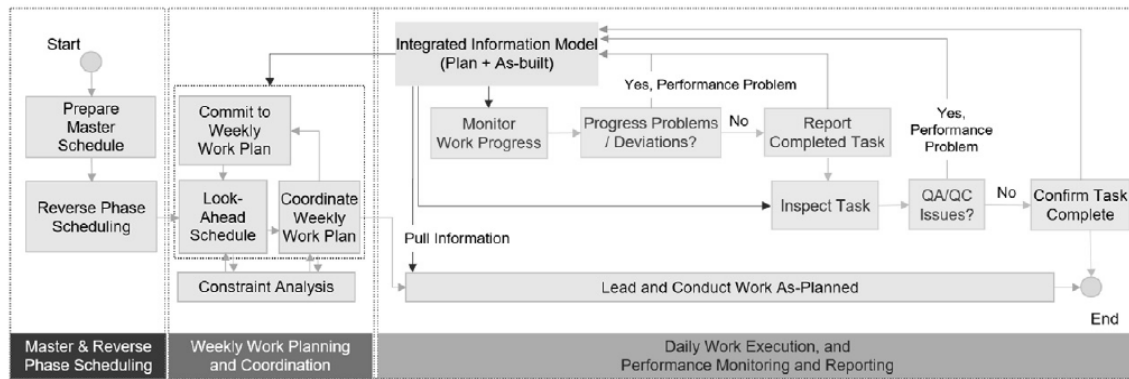 Start
Prepare
Master
Schedule
Reverse Phase
Scheduling
Commit to
Weekly
Work Plan
Look-
Ahead
Schedule
Coordinate
Weekly
Work Plan
Constraint Analysis
Integrated Information Model
(Plan + As-built)
Yes, Performance Problem
Monitor
Work Progress
Progress Problems
/ Deviations?
No
Report
Completed Task
Yes,
Performance
Problem
Inspect Task
QA/QC
Issues?
No
Confirm Task
Complete
Pull Information
Lead and Conduct Work As-Planned
End
Master & Reverse
Phase Scheduling
Weekly Work Planning
and Coordination
Daily Work Execution, and
Performance Monitoring and Reporting